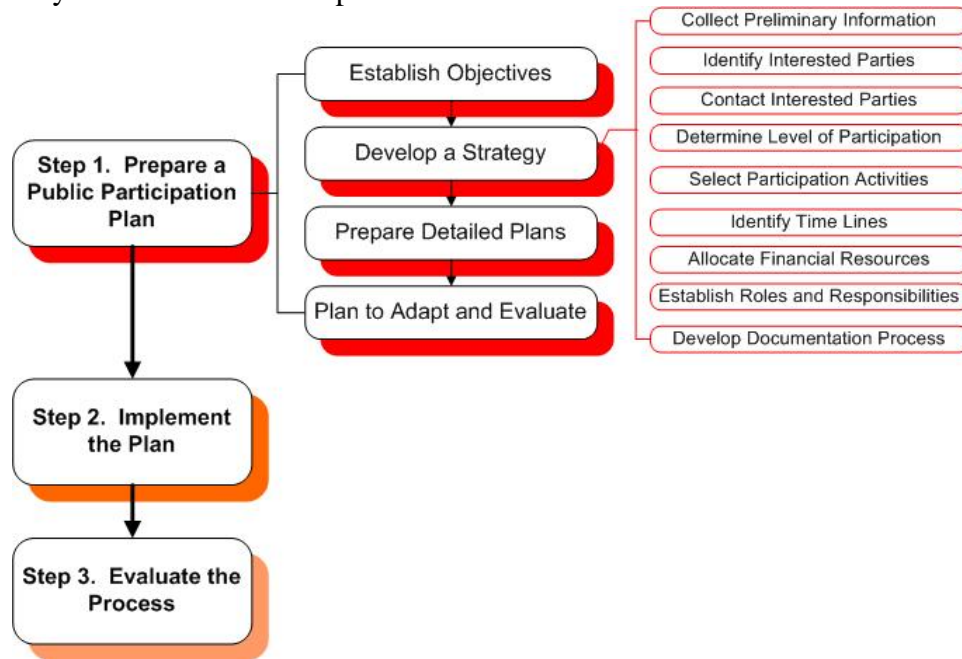 Collect Preliminary Information
Establish Objectives
Identify Interested Parties
Contact Interested Parties
Develop a Strategy
Determine Level of Participation
Step 1. Prepare a
Public Participation
Plan
Select Participation Activities
Prepare Detailed Plans
Identify Time Lines
Allocate Financial Resources
Plan to Adapt and Evaluate
Establish Roles and Responsibilities
Develop Documentation Process
Step 2. Implement
the Plan
Step 3. Evaluate the
Process